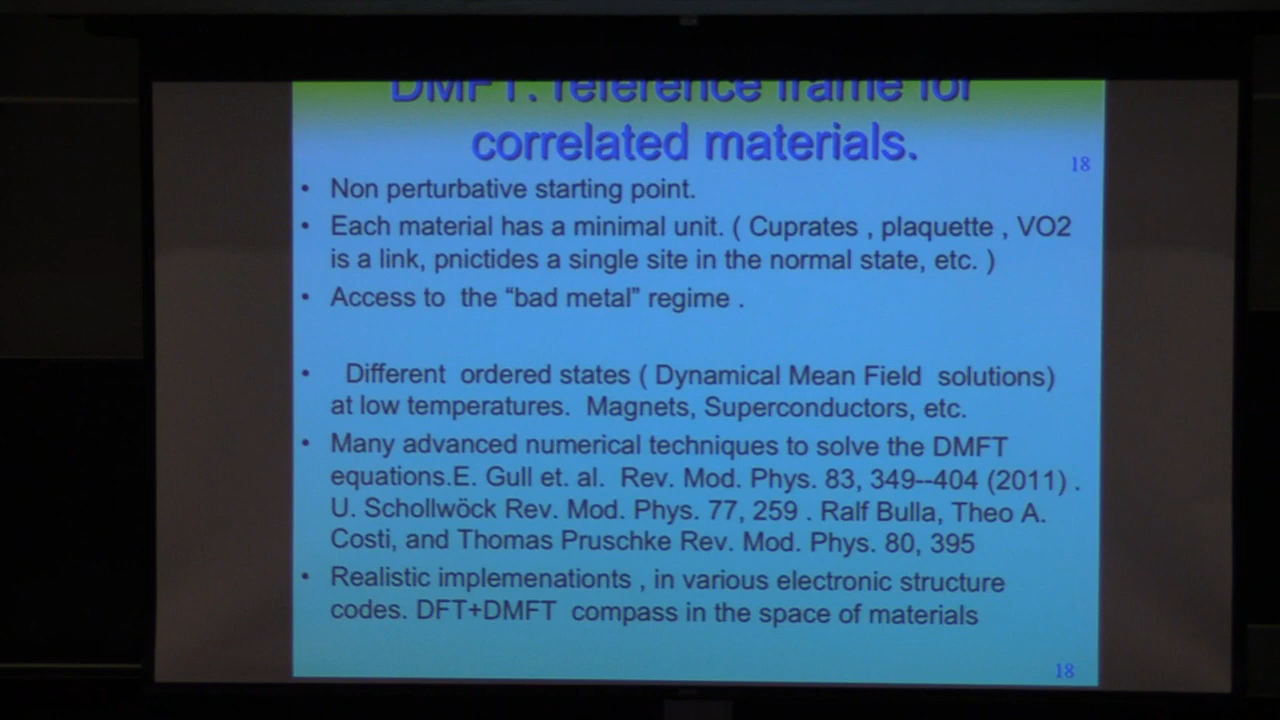 DMFT: reference frame for
correlated materials.
18
• Non perturbative starting point.
• Each material has a minimal unit. ( Cuprates , plaquette , VO2
is a link, pnictides a single site in the normal state, etc. )
• Access to the “bad metal” regime .
• Different ordered states ( Dynamical Mean Field solutions)
at low temperatures. Magnets, Superconductors, etc.
• Many advanced numerical techniques to solve the DMFT
equations.E. Gull et. al. Rev. Mod. Phys. 83, 349--404 (2011) .
U. Schollwöck Rev. Mod. Phys. 77, 259 . Ralf Bulla, Theo A.
Costi, and Thomas Pruschke Rev. Mod. Phys. 80, 395
• Realistic implemenationts , in various electronic structure
codes. DFT+DMFT compass in the space of materials
18